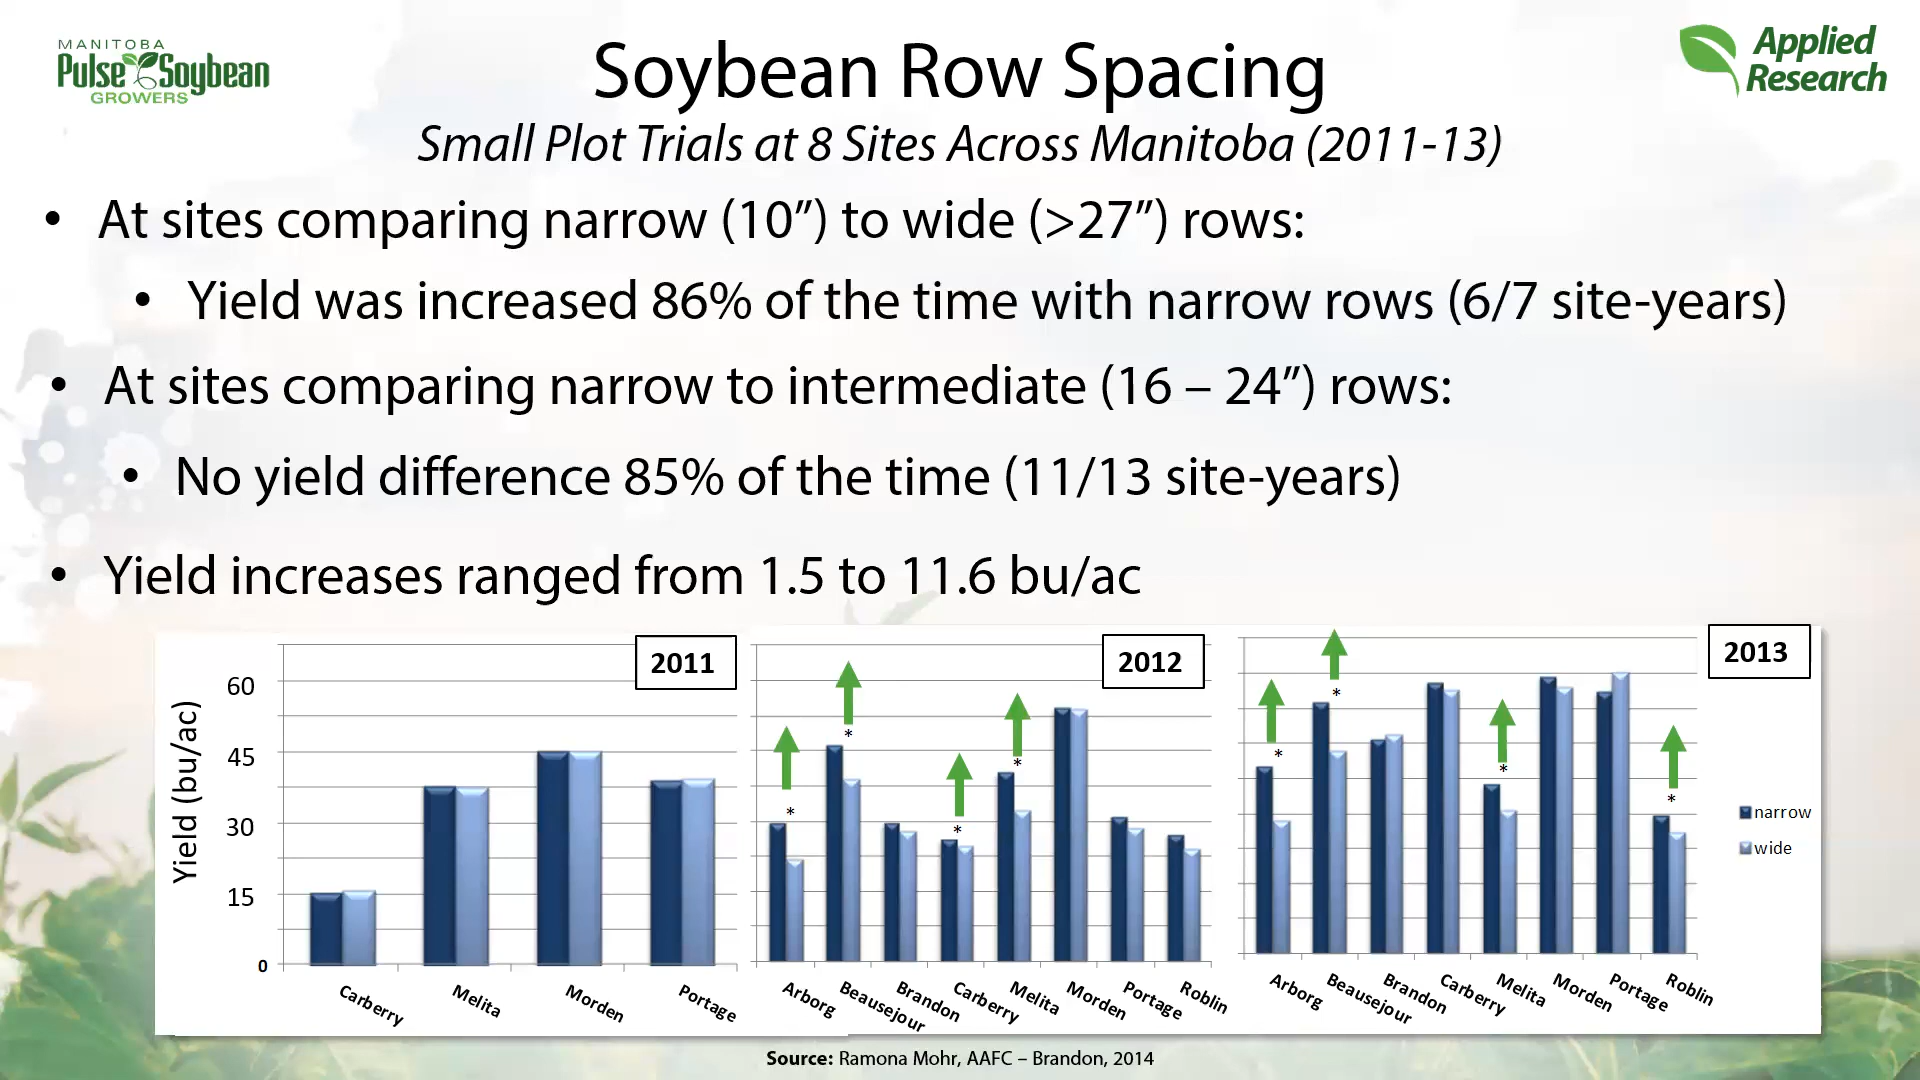 MANITOBA
Pulse Soybean
GROWERS
Applied
Research
Soybean Row Spacing
Small Plot Trials at 8 Sites Across Manitoba (2011-13)
• At sites comparing narrow (10”) to wide (>27”) rows:
• Yield was increased 86% of the time with narrow rows (6/7 site-years)
• At sites comparing narrow to intermediate (16 – 24”) rows:
• No yield difference 85% of the time (11/13 site-years)
• Yield increases ranged from 1.5 to 11.6 bu/ac
2011
2012
2013
Yield (bu/ac)
60
45
30
15
0
* * * *
* * * *
narrow
wide
Carberry Melita Morden Portage
Arborg Beausejour Brandon Carberry Melita Morden Portage Roblin
Arborg Beausejour Brandon Carberry Melita Morden Portage Roblin
Source: Ramona Mohr, AAFC – Brandon, 2014